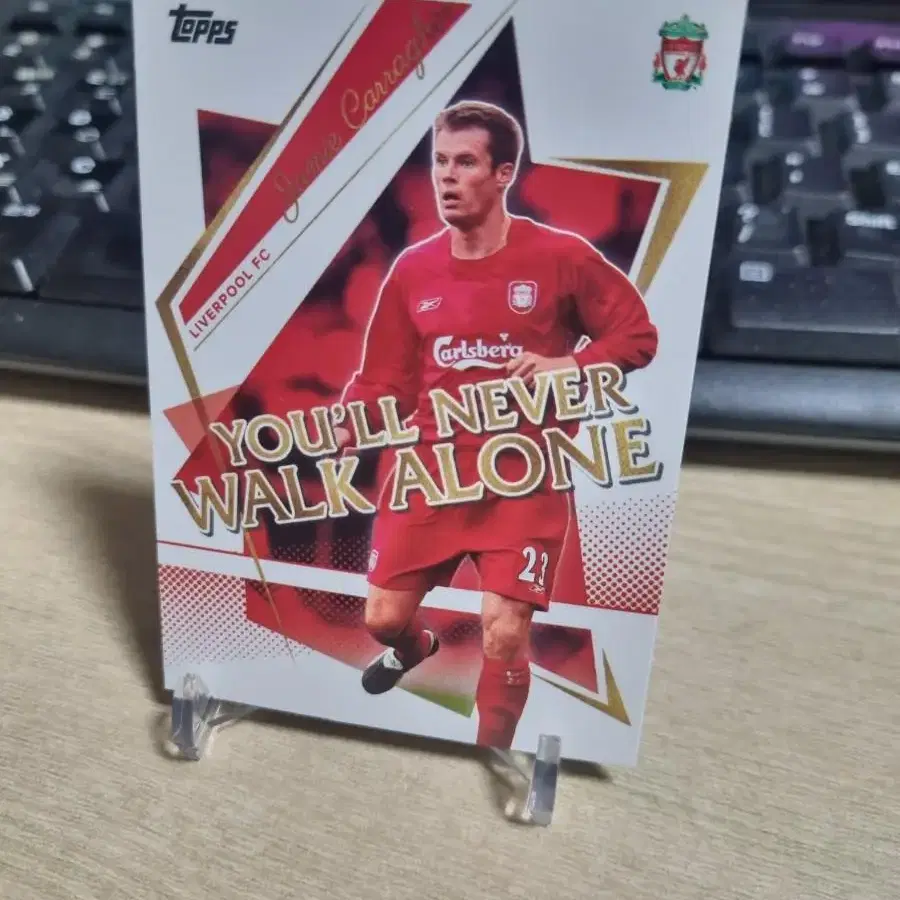 Topps
Jamie Carragher
LIVERPOOL FC
Carlsberg
YOU'LL NEVER
WALK ALONE
23